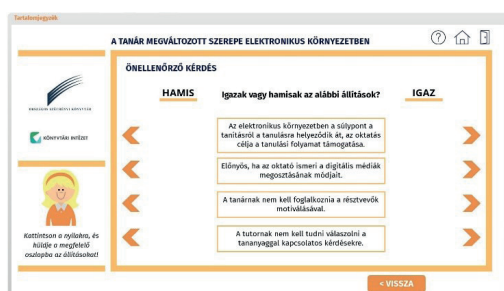 Tartalomjegyzék
A TANÁR MEGVÁLTOZOTT SZEREPE ELEKTRONIKUS KÖRNYEZETBEN
?
ÖNELLENŐRZŐ KÉRDÉS
HAMIS
Igazak vagy hamisak az alábbi állítások?
IGAZ
ORSZÁGOS SZÉCHÉNYI KÖNYVTÁR
KÖNYVTÁRI INTÉZET
Az elektronikus környezetben a súlypont a
tanításról a tanulásra helyeződik át, az oktatás
célja a tanulási folyamat támogatása.
Előnyös, ha az oktató ismeri a digitális médiák
megosztásának módjait.
A tanárnak nem kell foglalkoznia a résztvevők
motiválásával.
A tutornak nem kell tudni válaszolni a
tananyaggal kapcsolatos kérdésekre.
Kattintson a nyilakra, és
küldje a megfelelő
oszlopba az állításokat!
< VISSZA